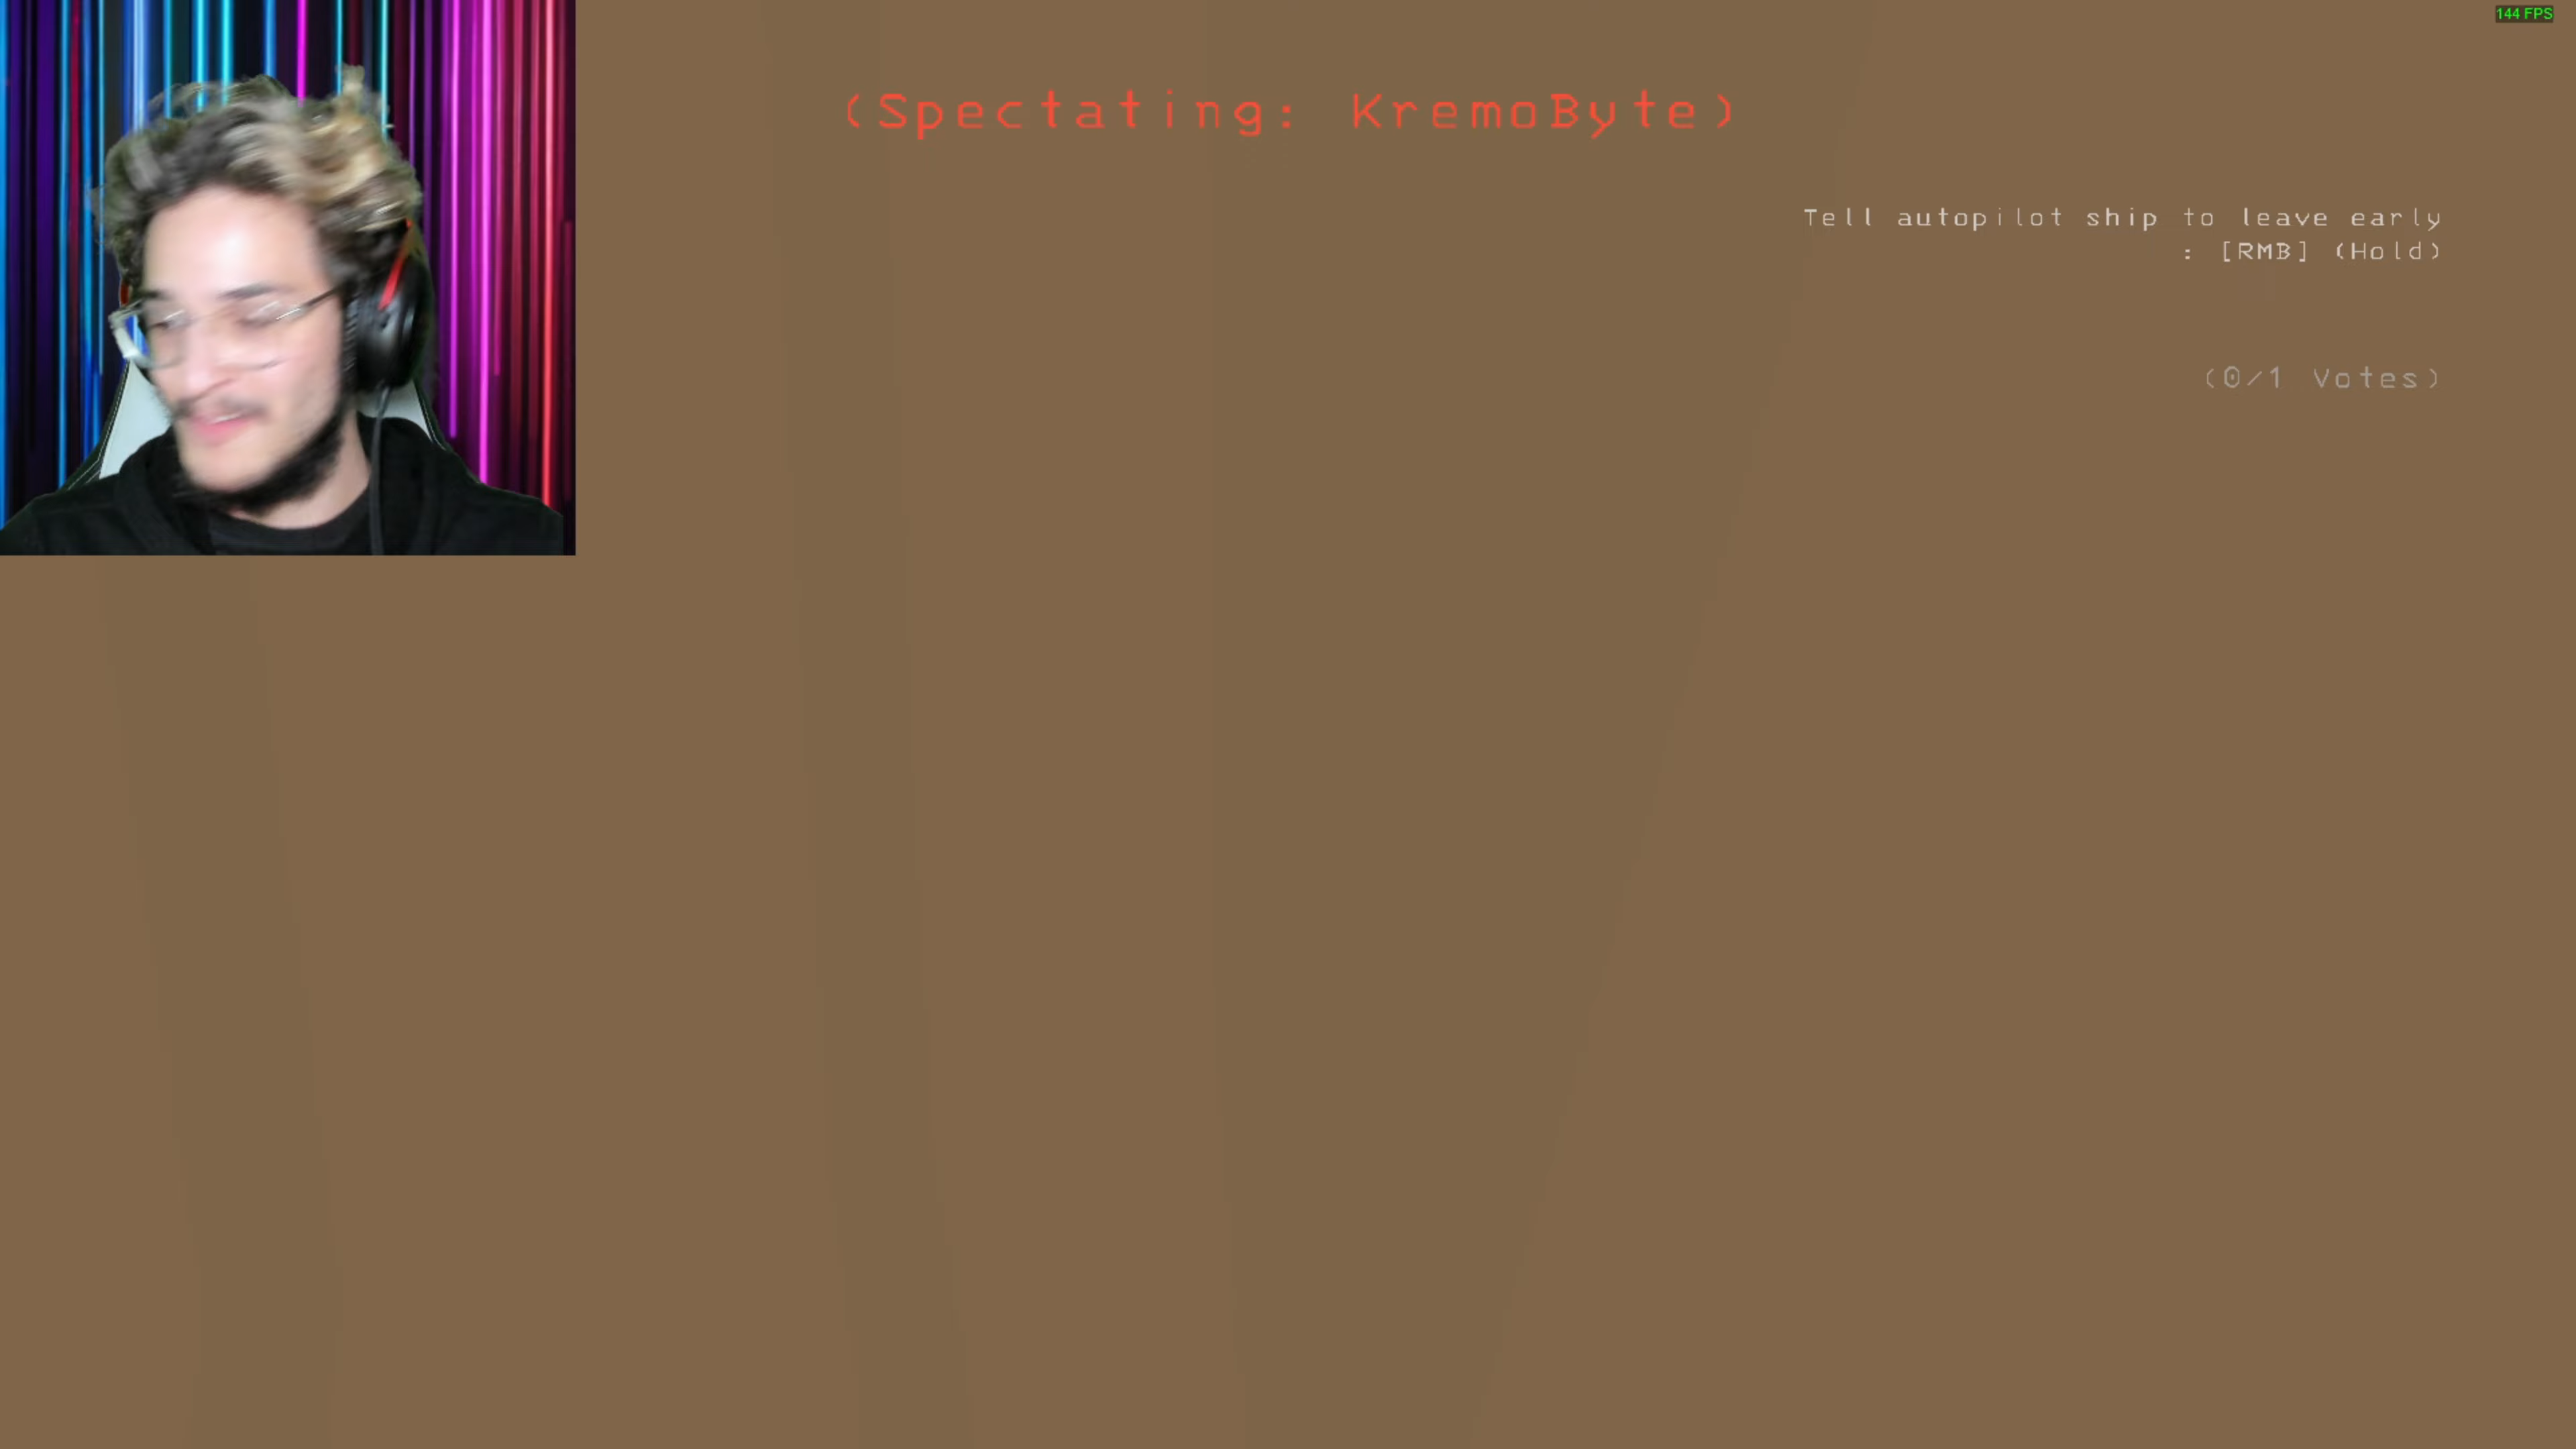 144 FPS
(Spectating: KremoByte)
Tell autopilot ship to leave early
: [RMB] (Hold)
(0/1 Votes)